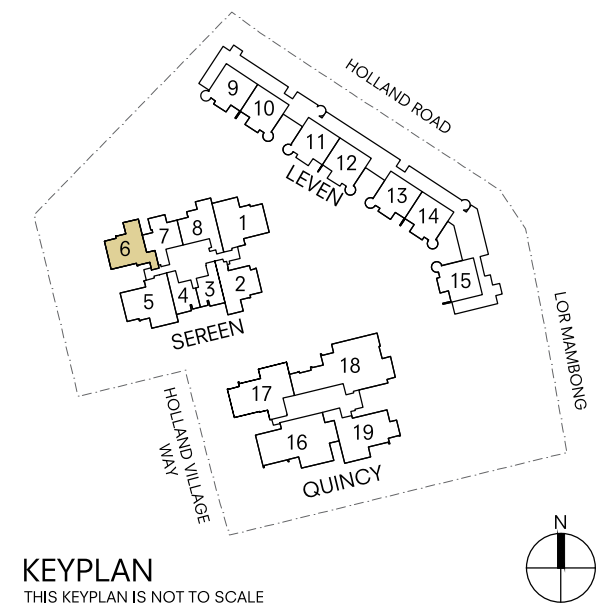 HOLLAND ROAD
9
10
11
12
LEVEN
13
14
15
6
7
8
1
5
4
3
2
SEREEN
LOR MAMBONG
17
18
16
19
QUINCY
HOLLAND VILLAGE
WAY
N
KEYPLAN
THIS KEYPLAN IS NOT TO SCALE